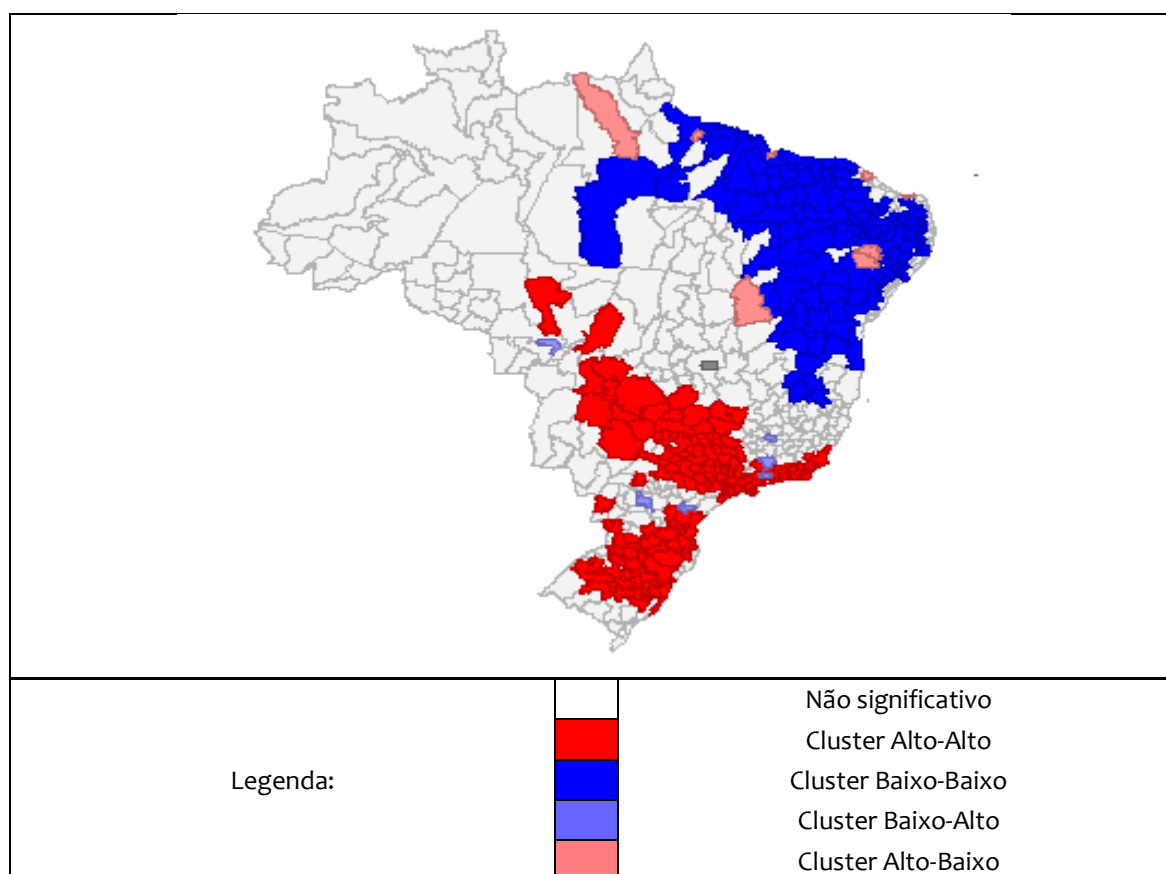 Não significativo
Cluster Alto-Alto
Legenda:
Cluster Baixo-Baixo
Cluster Baixo-Alto
Cluster Alto-Baixo